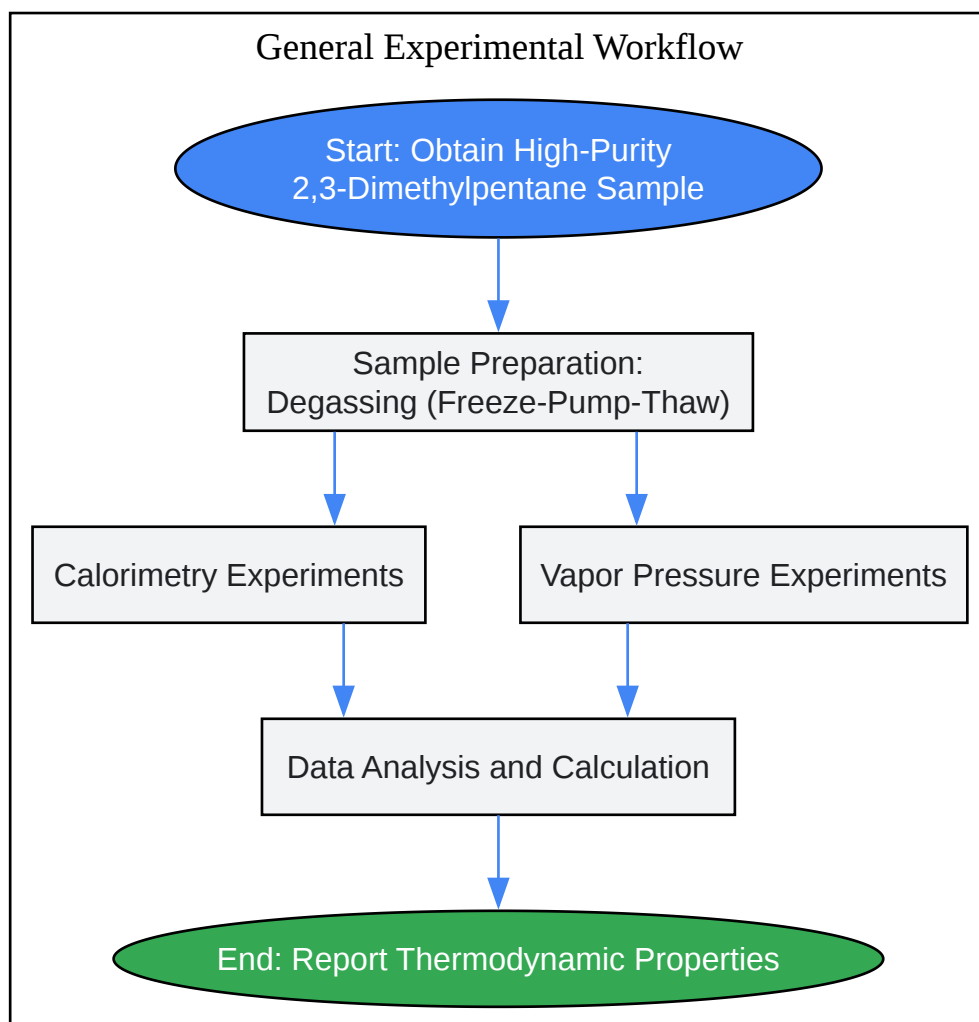 General Experimental Workflow
Start: Obtain High-Purity
2,3-Dimethylpentane Sample
Sample Preparation:
Degassing (Freeze-Pump-Thaw)
Calorimetry Experiments
Vapor Pressure Experiments
Data Analysis and Calculation
End: Report Thermodynamic Properties